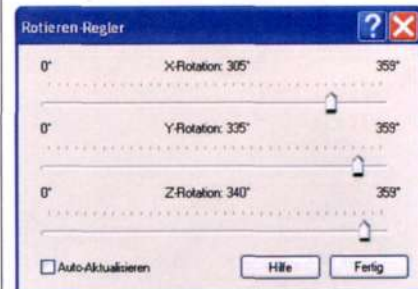 Rotieren-Regler
0° X-Rotation: 305° 359°
0° Y-Rotation: 335° 359°
0° Z-Rotation: 340° 359°
Auto-Aktualisieren Hilfe Fertig